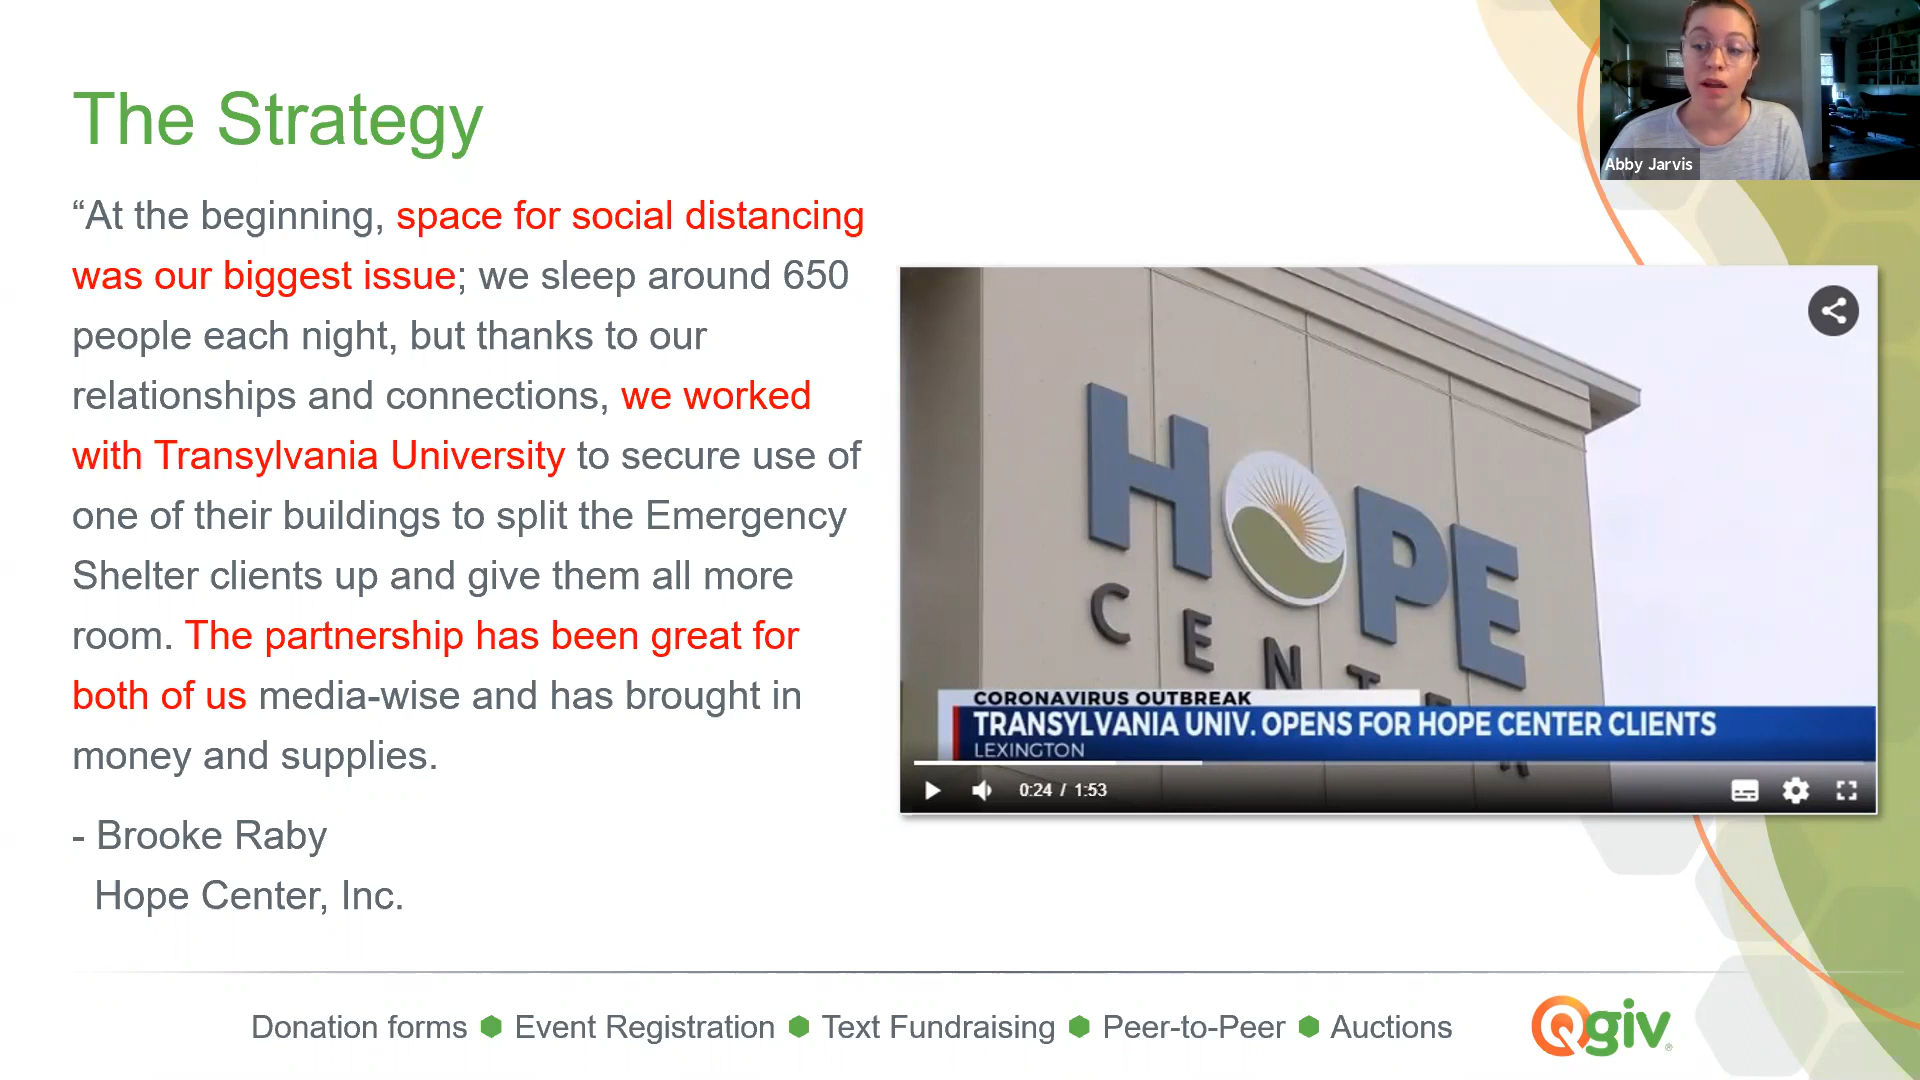 The Strategy
“At the beginning, space for social distancing
was our biggest issue; we sleep around 650
people each night, but thanks to our
relationships and connections, we worked
with Transylvania University to secure use of
one of their buildings to split the Emergency
Shelter clients up and give them all more
room. The partnership has been great for
both of us media-wise and has brought in
money and supplies.
- Brooke Raby
Hope Center, Inc.
Abby Jarvis
HOPE
CENTER
CORONAVIRUS OUTBREAK
TRANSYLVANIA UNIV. OPENS FOR HOPE CENTER CLIENTS
LEXINGTON
0:24 / 1:53
Donation forms Event Registration Text Fundraising Peer-to-Peer Auctions
Qgiv®